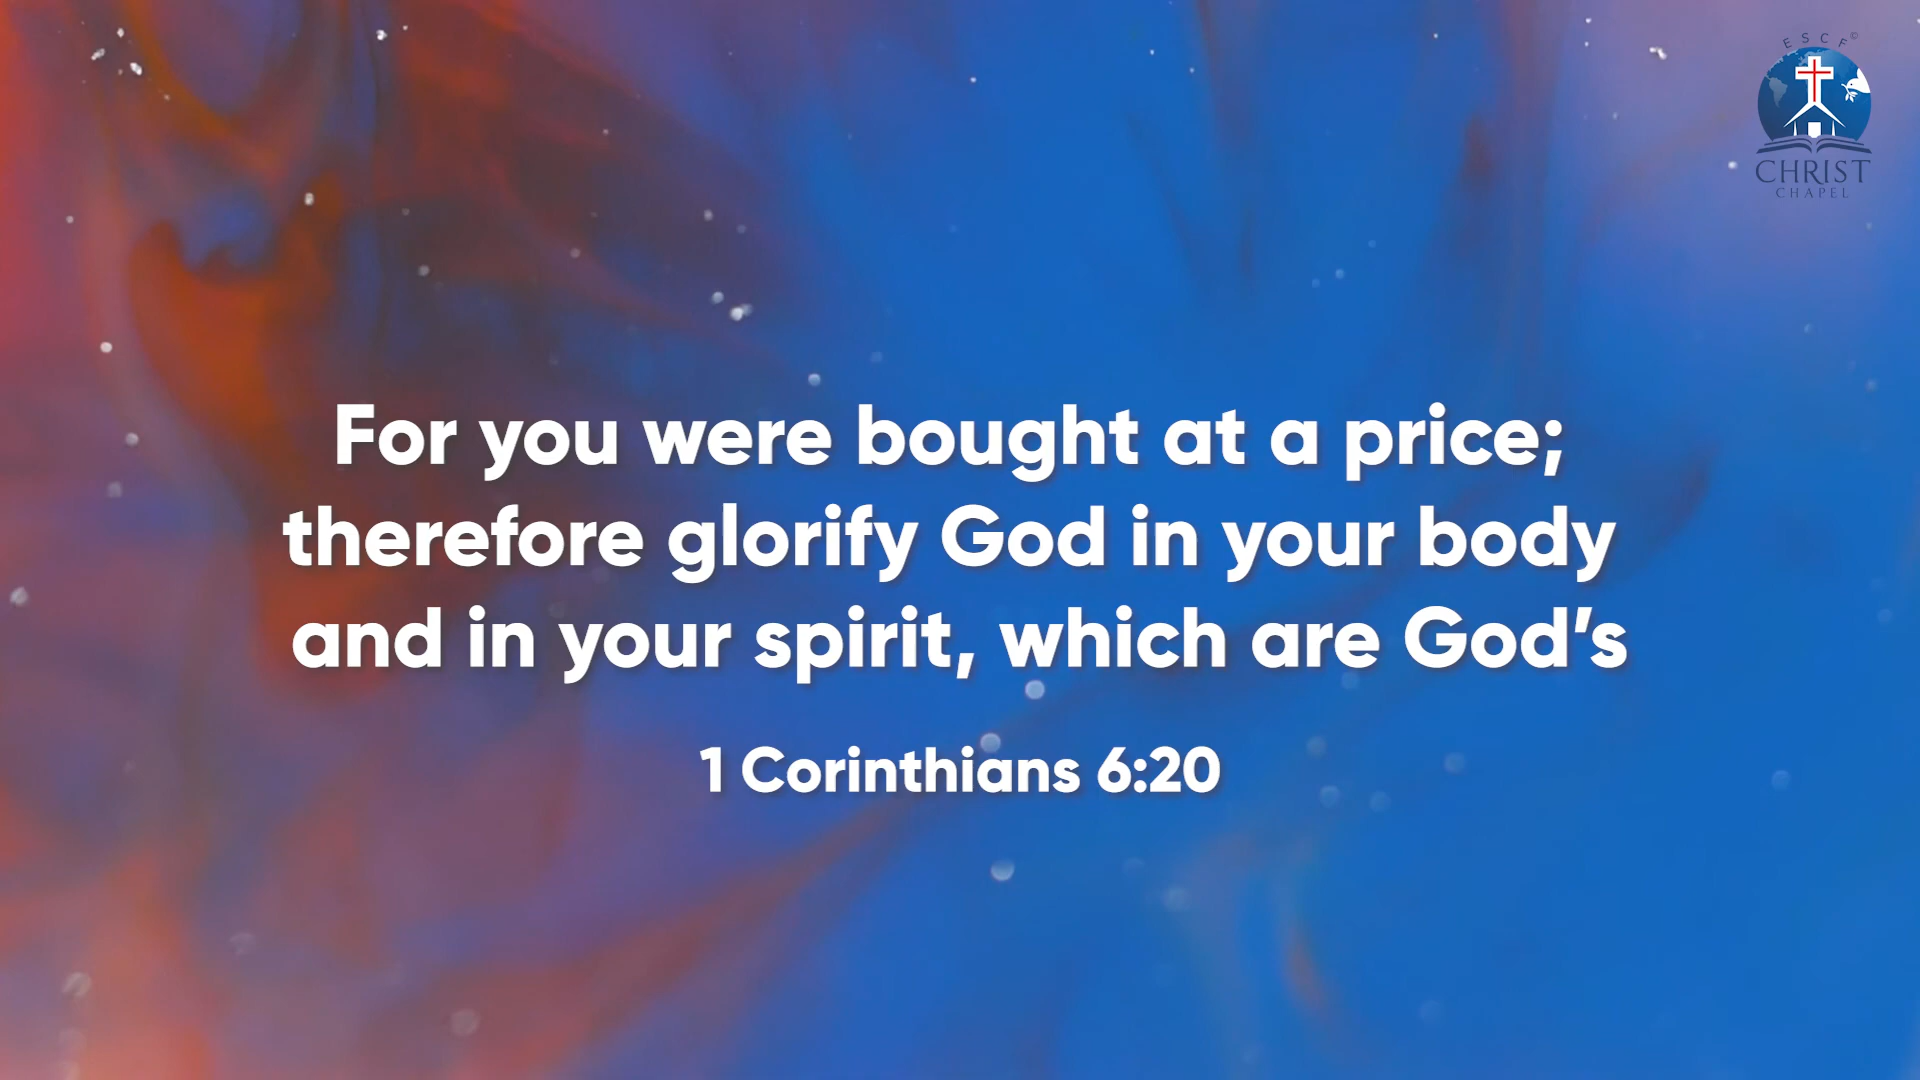 ESCF©
CHRIST
CHAPEL
For you were bought at a price;
therefore glorify God in your body
and in your spirit, which are God’s
1 Corinthians 6:20